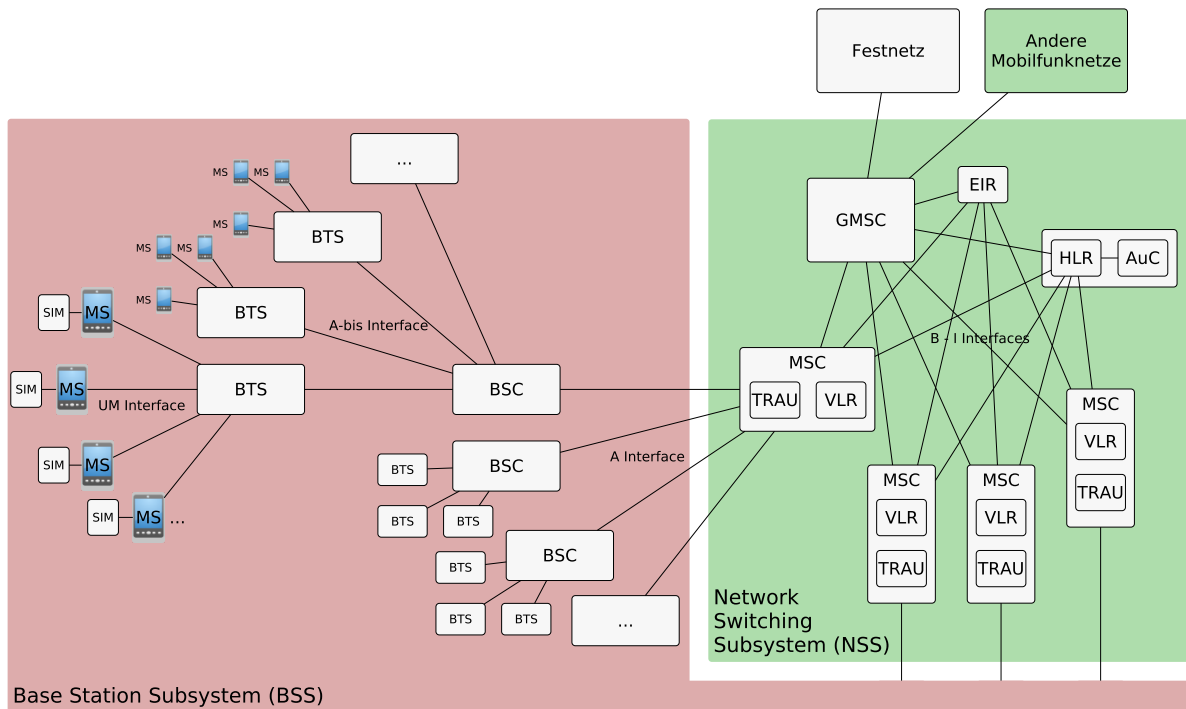 Festnetz
Andere
Mobilfunknetze
...
MS
MS
MS
BTS
MS
MS
MS
BTS
A-bis Interface
SIM
MS
SIM
MS
UM Interface
BTS
BSC
SIM
MS
SIM
MS
...
BTS
BSC
BTS
BTS
A Interface
BTS
BSC
BTS
BTS
...
Base Station Subsystem (BSS)
GMSC
EIR
HLR
AuC
B - I Interfaces
MSC
TRAU
VLR
MSC
VLR
TRAU
MSC
VLR
TRAU
MSC
VLR
TRAU
Network
Switching
Subsystem (NSS)